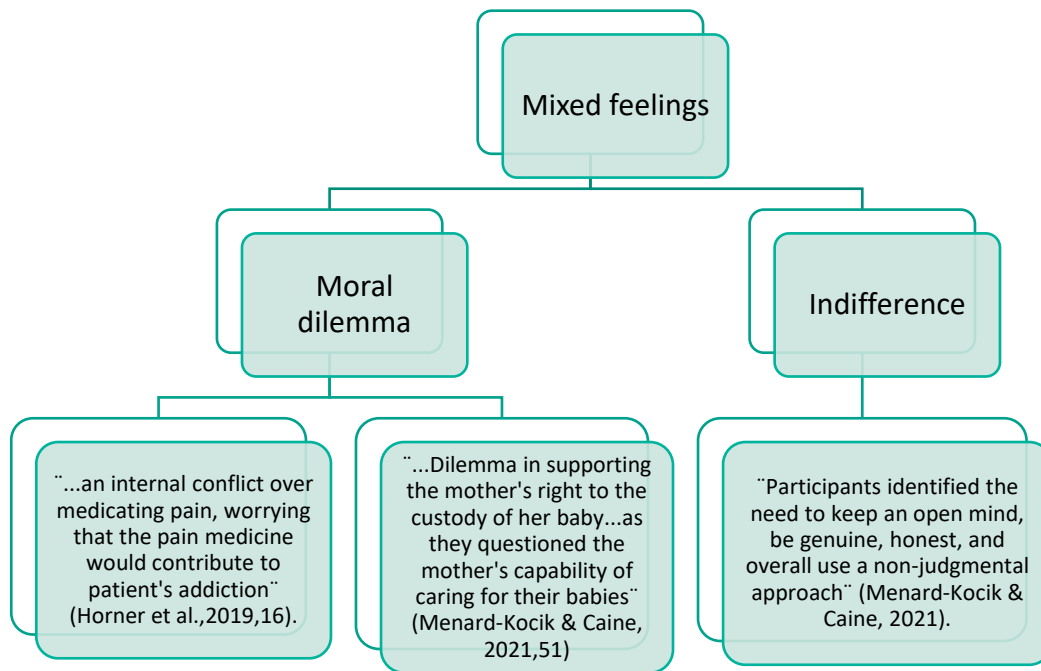 Mixed feelings
Moral
dilemma
Indifference
¨...an internal conflict over
medicating pain, worrying
that the pain medicine
would contribute to
patient's addiction¨
(Horner et al.,2019,16).
¨...Dilemma in supporting
the mother's right to the
custody of her baby...as
they questioned the
mother's capability of
caring for their babies¨
(Menard-Kocik & Caine,
2021,51)
¨Participants identified the
need to keep an open mind,
be genuine, honest, and
overall use a non-judgmental
approach¨ (Menard-Kocik &
Caine, 2021).